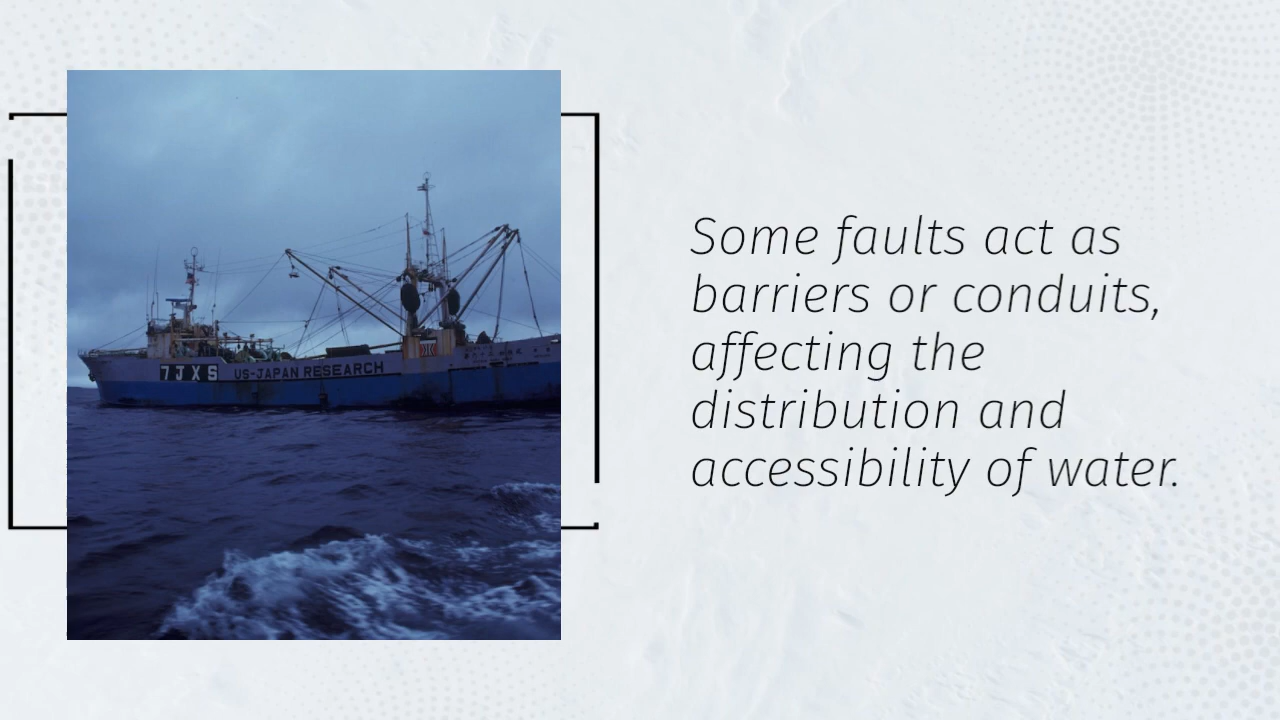 7JXS
US-JAPAN RESEARCH
Some faults act as
barriers or conduits,
affecting the
distribution and
accessibility of water.